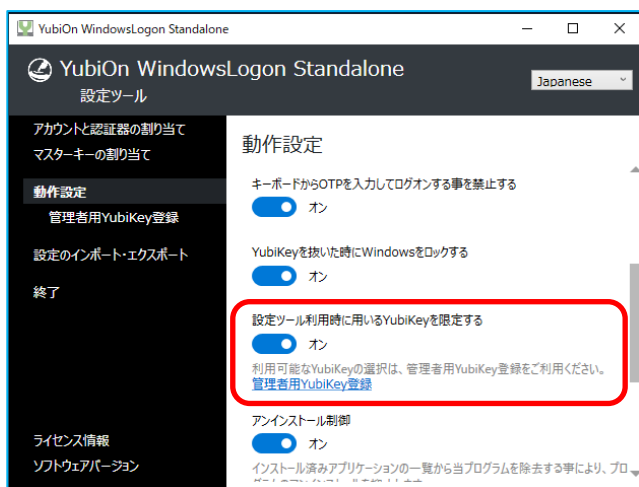 YubiOn WindowsLogon Standalone
YubiOn WindowsLogon Standalone
設定ツール
Japanese
アカウントと認証器の割り当て
マスターキーの割り当て
動作設定
管理者用YubiKey登録
設定のインポート・エクスポート
終了
ライセンス情報
ソフトウェアバージョン
動作設定
キーボードからOTPを入力してログオンする事を禁止する
オン
YubiKeyを抜いた時にWindowsをロックする
オン
設定ツール利用時に用いるYubiKeyを限定する
オン
利用可能なYubiKeyの選択は、管理者用YubiKey登録をご利用ください。
管理者用YubiKey登録
アンインストール制御
オン
インストール済みアプリケーションの一覧から当プログラムを除去する事により、プロ